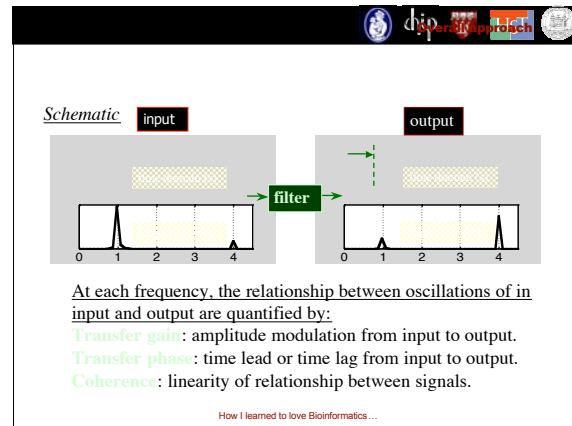 chip
Overall Approach
Schematic
input
output
filter
0 1 2 3 4
0 1 2 3 4
At each frequency, the relationship between oscillations of in
input and output are quantified by:
Transfer gain: amplitude modulation from input to output.
Transfer phase: time lead or time lag from input to output.
Coherence: linearity of relationship between signals.
How I learned to love Bioinformatics…